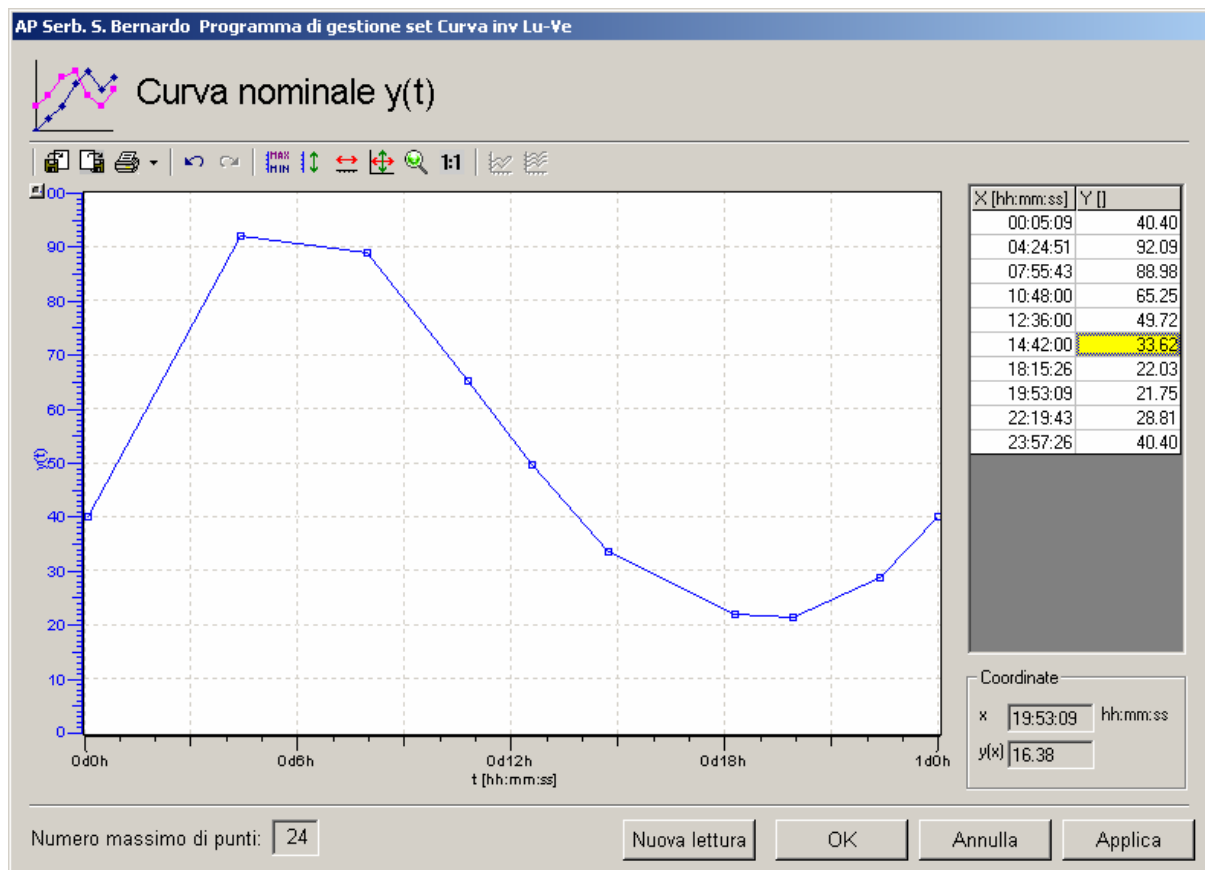 AP Serb. S. Bernardo Programma di gestione set Curva inv Lu-Ve
Curva nominale y(t)
MAX
MIN
1:1
00
90
80
70
60
50
40
30
20
10
0
y(t)
0d0h
0d6h
0d12h
0d18h
1d0h
t [hh:mm:ss]
X [hh:mm:ss] Y []
00:05:09 40.40
04:24:51 92.09
07:55:43 88.98
10:48:00 65.25
12:36:00 49.72
14:42:00 33.62
18:15:26 22.03
19:53:09 21.75
22:19:43 28.81
23:57:26 40.40
Coordinate
x 19:53:09 hh:mm:ss
y(x) 16.38
Numero massimo di punti: 24
Nuova lettura
OK
Annulla
Applica